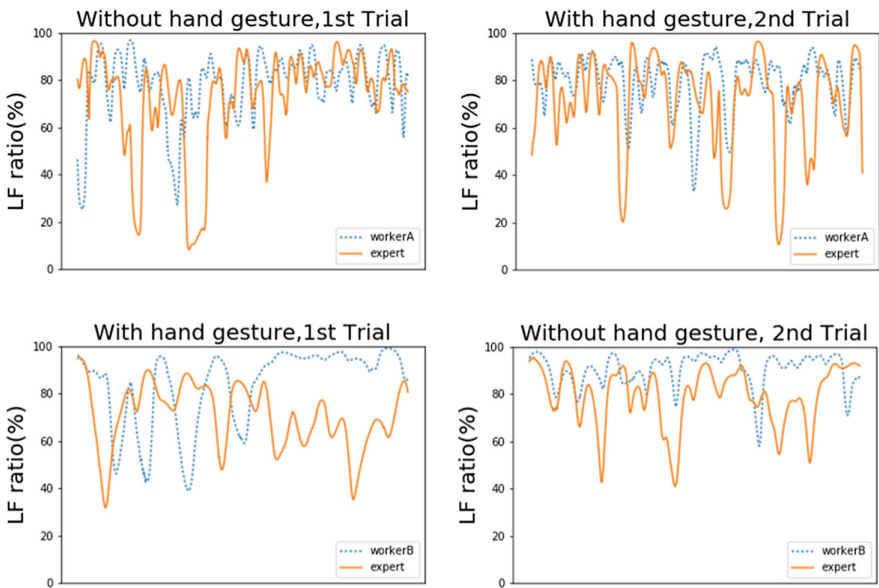 Without hand gesture,1st Trial
LF ratio(%)
100
80
60
40
20
0
workerA
expert
With hand gesture,2nd Trial
LF ratio(%)
100
80
60
40
20
0
workerA
expert
With hand gesture,1st Trial
LF ratio(%)
100
80
60
40
20
0
workerB
expert
Without hand gesture, 2nd Trial
LF ratio(%)
100
80
60
40
20
0
workerB
expert